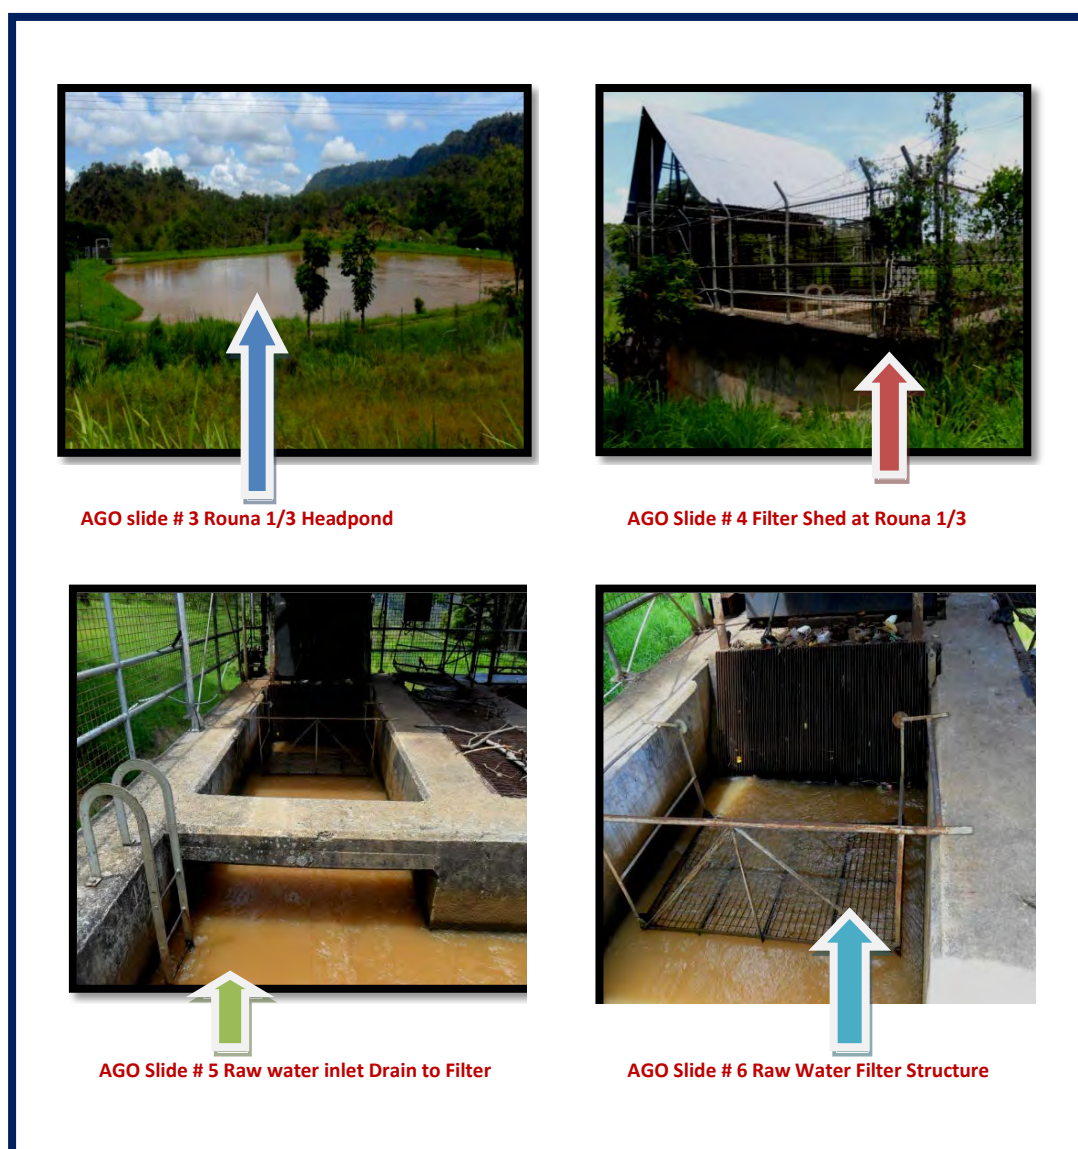 AGO slide # 3 Rouna 1/3 Headpond
AGO Slide # 4 Filter Shed at Rouna 1/3
AGO Slide # 5 Raw water inlet Drain to Filter
AGO Slide # 6 Raw Water Filter Structure